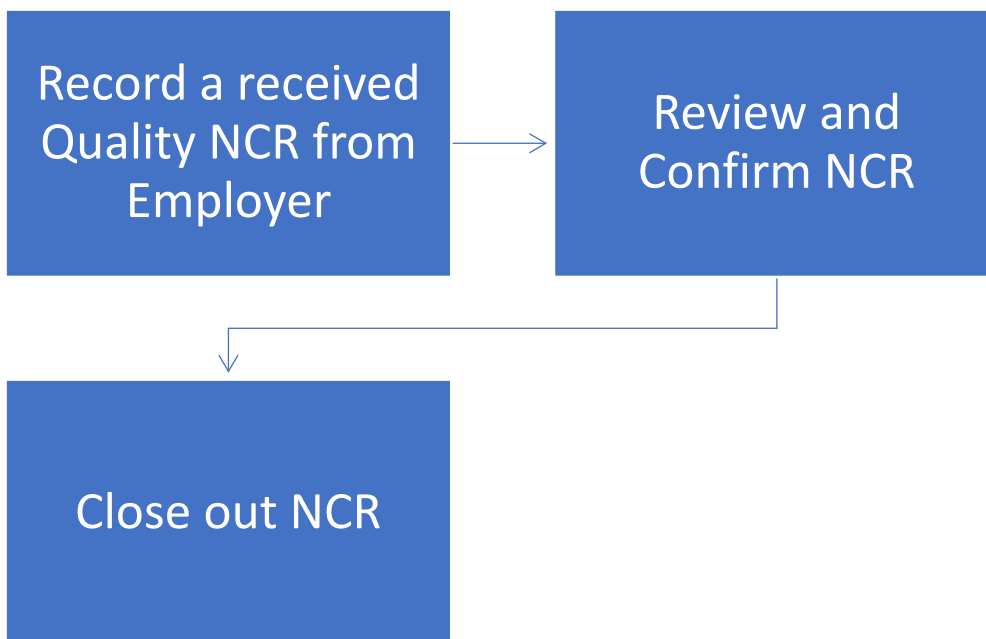 Record a received
Quality NCR from
Employer
Review and
Confirm NCR
Close out NCR